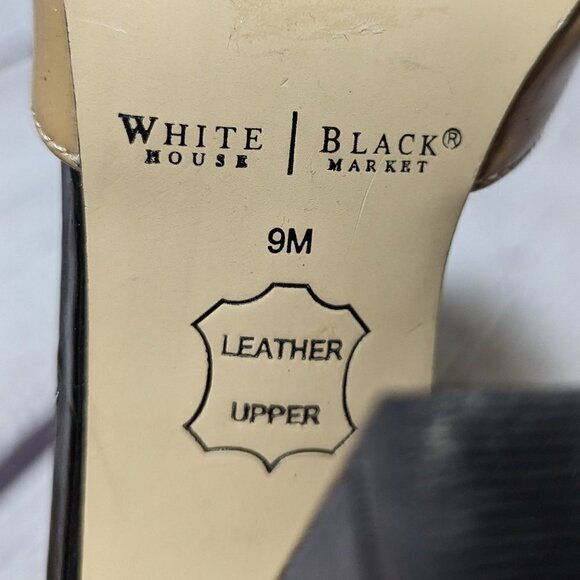 WHITE | BLACK®
HOUSE MARKET
9M
LEATHER
UPPER